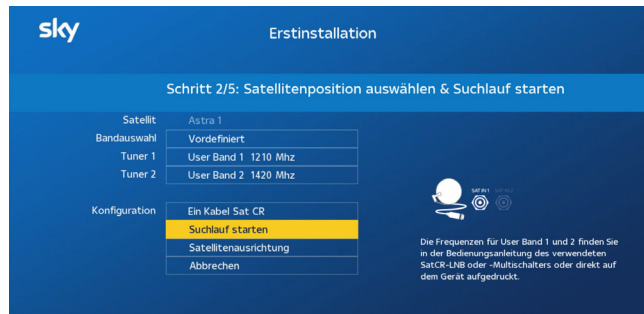 sky
Erstinstallation
Schritt 2/5: Satellitenposition auswählen & Suchlauf starten
Satellit Astra 1
Bandauswahl Vordefiniert
Tuner 1 User Band 1 1210 Mhz
Tuner 2 User Band 2 1420 Mhz
Konfiguration Ein Kabel Sat CR
Suchlauf starten
Satellitenausrichtung
Abbrechen
SAT IN 1 SAT IN 2
Die Frequenzen für User Band 1 und 2 finden Sie
in der Bedienungsanleitung des verwendeten
SatCR-LNB oder -Multischalters oder direkt auf
dem Gerät aufgedruckt.